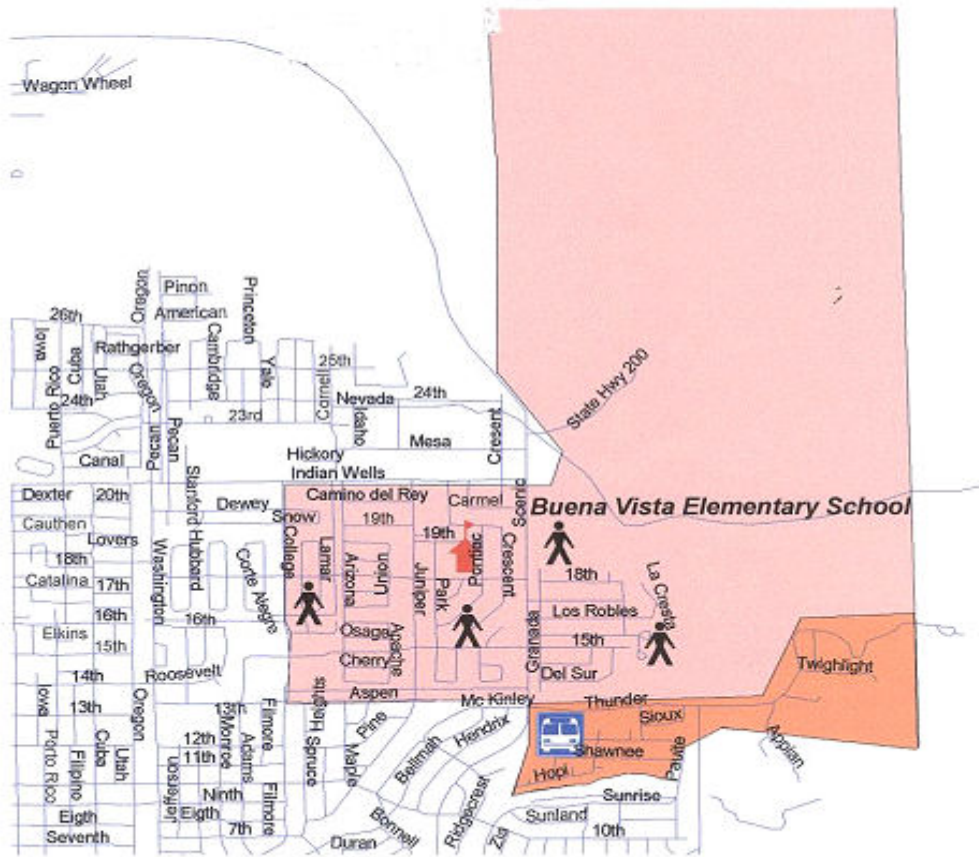 Wagon Wheel
Oregon
Pinon
Princeton
American
26th
Iowa
Rathgerber
Cambridge
Yale
Cuba
Utah
Oregon
25th
State Hwy 200
Puerto Rico
24th
Cornell
Nevada
24th
23rd
Idaho
Pecan
Pecan
Mesa
Cresent
Canal
Hickory
Indian Wells
Stanford
Dexter
20th
Dewey
Camino del Rey
Carmel
Scenic
Buena Vista Elementary School
Cauthen
Snow
19th
19th
Lovers
Hubbard
College
Lamar
Pontiac
Crescent
18th
Washington
Corte Alegra
Arizona
Union
Juniper
18th
La Cresta
Catalina
17th
Park
16th
16th
Los Robles
Elkins
15th
Osage
Apache
Granada
15th
Cherry
14th
Roosevelt
Del Sur
Twighlight
Iowa
Aspen
Mc Kinley
Thunder
13th
Oregon
13th
Filmore
Heights
Pine
Hendrix
Sioux
Porto Rico
Cuba
12th
Monroe
Adams
Spruce
Maple
Bellmah
Shawnee
Appian
Filipino
Utah
11th
Hopi
Paiute
Jefferson
Ninth
Filmore
Ridgecrest
Sunrise
Eigth
Eigth
Bonnell
Zia
Sunland
Seventh
7th
Duran
10th